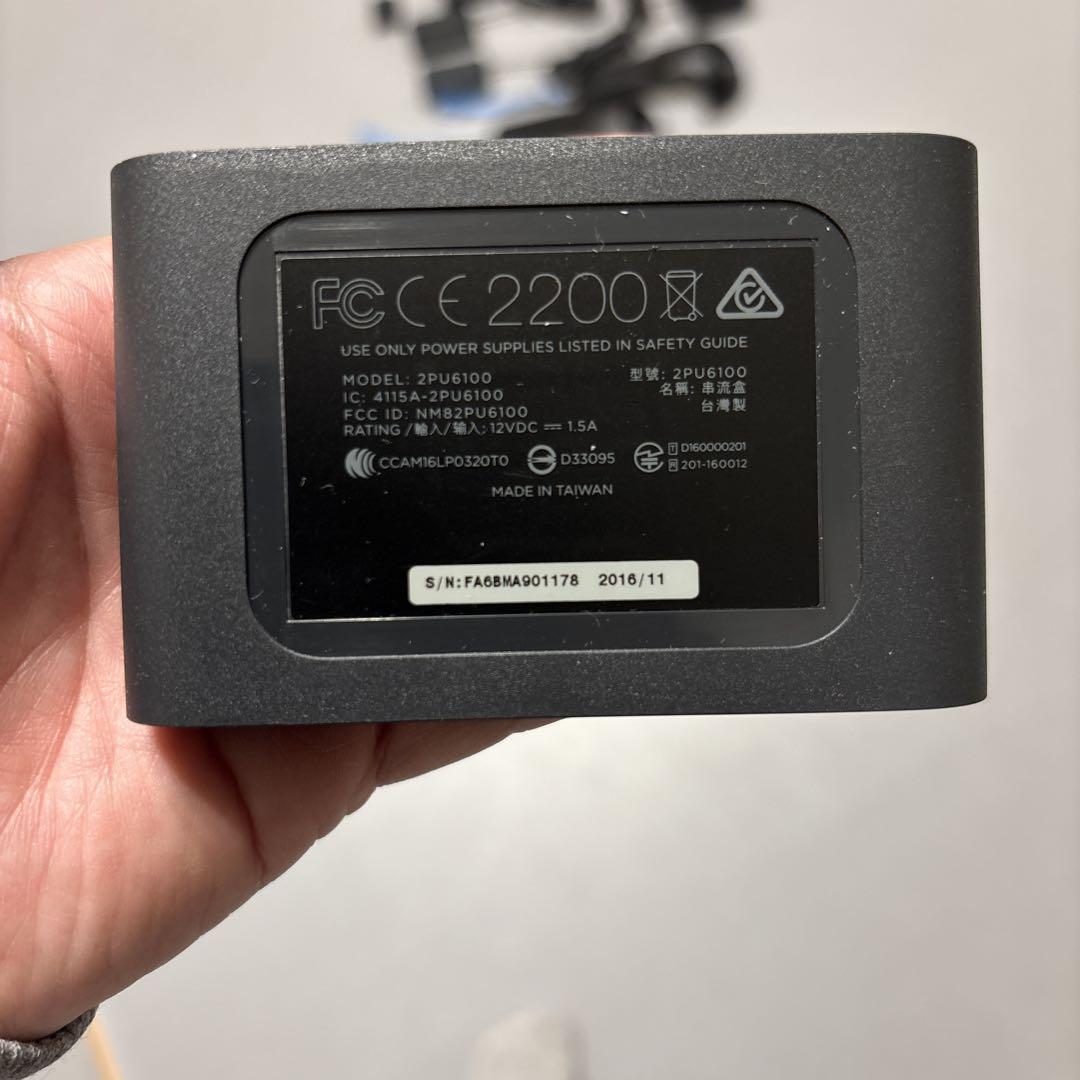 FC CE 2200
USE ONLY POWER SUPPLIES LISTED IN SAFETY GUIDE
MODEL: 2PU6100
IC: 4115A-2PU6100
FCC ID: NM82PU6100
RATING /輸入/输入: 12VDC ⎓ 1.5A
型號: 2PU6100
名稱: 串流盒
台灣製
CCAM16LP0320T0
D33095
T D160000201
R 201-160012
MADE IN TAIWAN
S/N:FA6BMA901178 2016/11